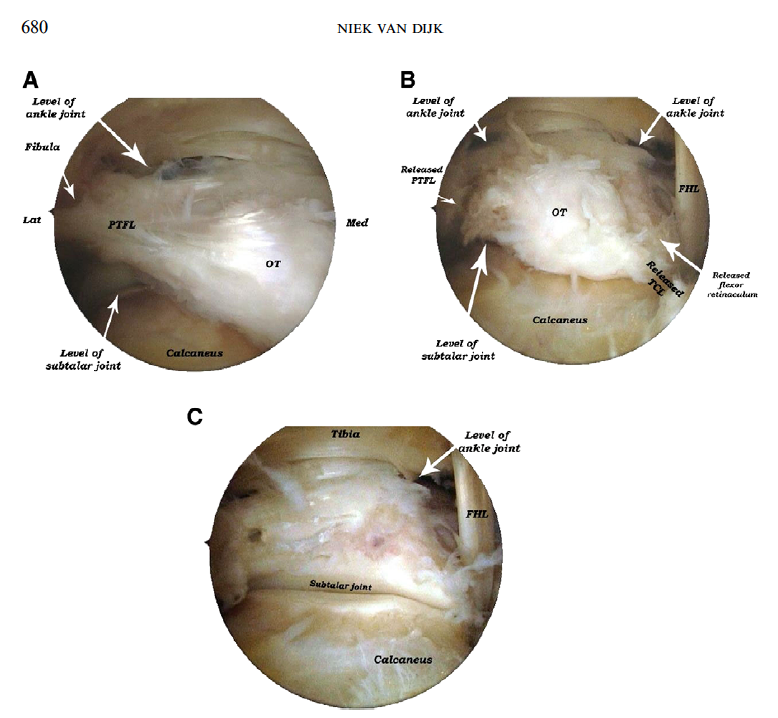 680
NIEK VAN DIJK
A
Level of
ankle joint
Fibula
Lat
PTFL
Med
OT
Level of
subtalar joint
Calcaneus
B
Level of
ankle joint
Level of
ankle joint
Released
PTFL
FHL
OT
Released
TCL
Released
flexor
retinaculum
Calcaneus
Level of
subtalar joint
C
Tibia
Level of
ankle joint
FHL
Subtalar joint
Calcaneus